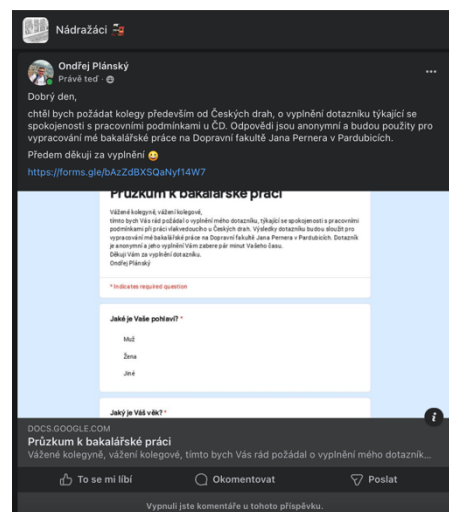 Nádražáci
Ondřej Plánský
Právě teď ·
Dobrý den,
chtěl bych požádat kolegy především od Českých drah, o vyplnění dotazníku týkající se
spokojenosti s pracovními podmínkami u ČD. Odpovědi jsou anonymní a budou použity pro
vypracování mé bakalářské práce na Dopravní fakultě Jana Pernera v Pardubicích.
Předem děkuji za vyplnění 😄
https://forms.gle/bAzZdBXSQaNyf14W7
Průzkum k bakalářské práci
Vážené kolegyně, vážení kolegové,
tímto bych Vás rád požádal o vyplnění mého dotazníku, týkající se spokojenosti s pracovními
podmínkami při práci vlakvedoucího u Českých drah. Výsledky dotazníku budou sloužit pro
vypracování mé bakalářské práce na Dopravní fakultě Jana Pernera v Pardubicích. Dotazník
je anonymní a jeho vyplnění Vám zabere pár minut Vašeho času.
Děkuji Vám za vyplnění dotazníku.
Ondřej Plánský
* Indicates required question
Jaké je Vaše pohlaví? *
Muž
Žena
Jiné
Jaký je Váš věk? *
DOCS.GOOGLE.COM
Průzkum k bakalářské práci
Vážené kolegyně, vážení kolegové, tímto bych Vás rád požádal o vyplnění mého dotazník...
To se mi líbí
Okomentovat
Poslat
Vypnuli jste komentáře u tohoto příspěvku.